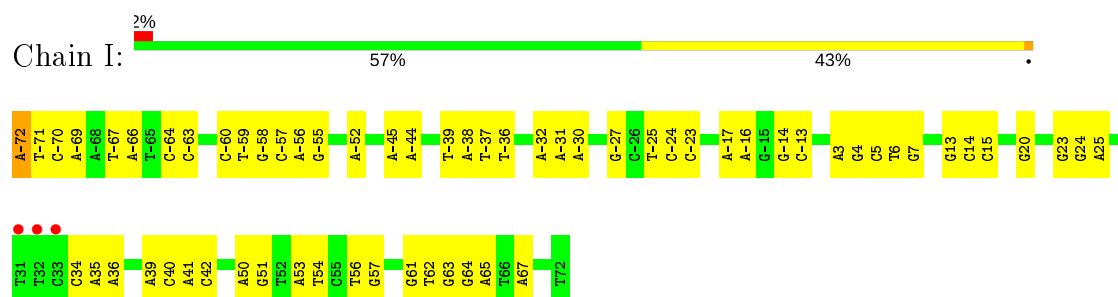 2%
Chain I:
57% 43% •
A-72 T-71 C-70 A-69 A-68 T-67 A-66 T-65 C-64 C-63 C-60 T-59 G-58 C-57 A-56 G-55 A-52 A-45 A-44 T-39 A-38 T-37 T-36 A-32 A-31 A-30 G-27 C-26 T-25 C-24 C-23 A-17 A-16 G-15 G-14 C-13 A3 G4 C5 T6 G7 G13 C14 C15 G20 G23 G24 A25
T31 T32 C33 C34 A35 A36 A39 C40 A41 C42 A50 G51 T52 A53 T54 C55 T56 G57 G61 T62 G63 G64 A65 T66 A67 T72